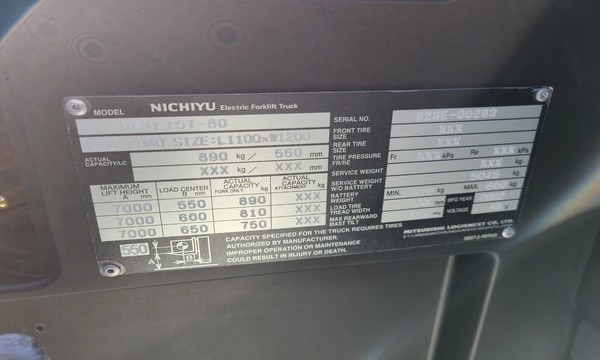 MODEL NICHIYU Electric Forklift Truck
15T-80
SIZE:L1100xW1200
ACTUAL CAPACITY/LC 890 kg / 550 mm
XXX kg / XXX mm
MAXIMUM LIFT HEIGHT A mm LOAD CENTER B mm ACTUAL CAPACITY FORK ONLY kg ACTUAL CAPACITY ATTACHMENT kg
7000 550 890 XXX
7000 600 810 XXX
7000 650 750 XXX
550 A B
CAPACITY SPECIFIED FOR THE TRUCK REQUIRES TIRES
AUTHORIZED BY MANUFACTURER.
IMPROPER OPERATION OR MAINTENANCE
COULD RESULT IN INJURY OR DEATH.
SERIAL NO. 823E-00283
FRONT TIRE SIZE XXX
REAR TIRE SIZE XXX
TIRE PRESSURE FR/RE Fr kPa Re XXX kPa
SERVICE WEIGHT XXX kg
SERVICE WEIGHT W/O BATTERY 5045 kg
BATTERY WEIGHT MIN. kg MAX. kg
LOAD TIRE TREAD WIDTH mm MFG YEAR
MAX REARWARD MAST TILT VOLTAGE
MITSUBISHI LOGISNEXT CO., LTD.